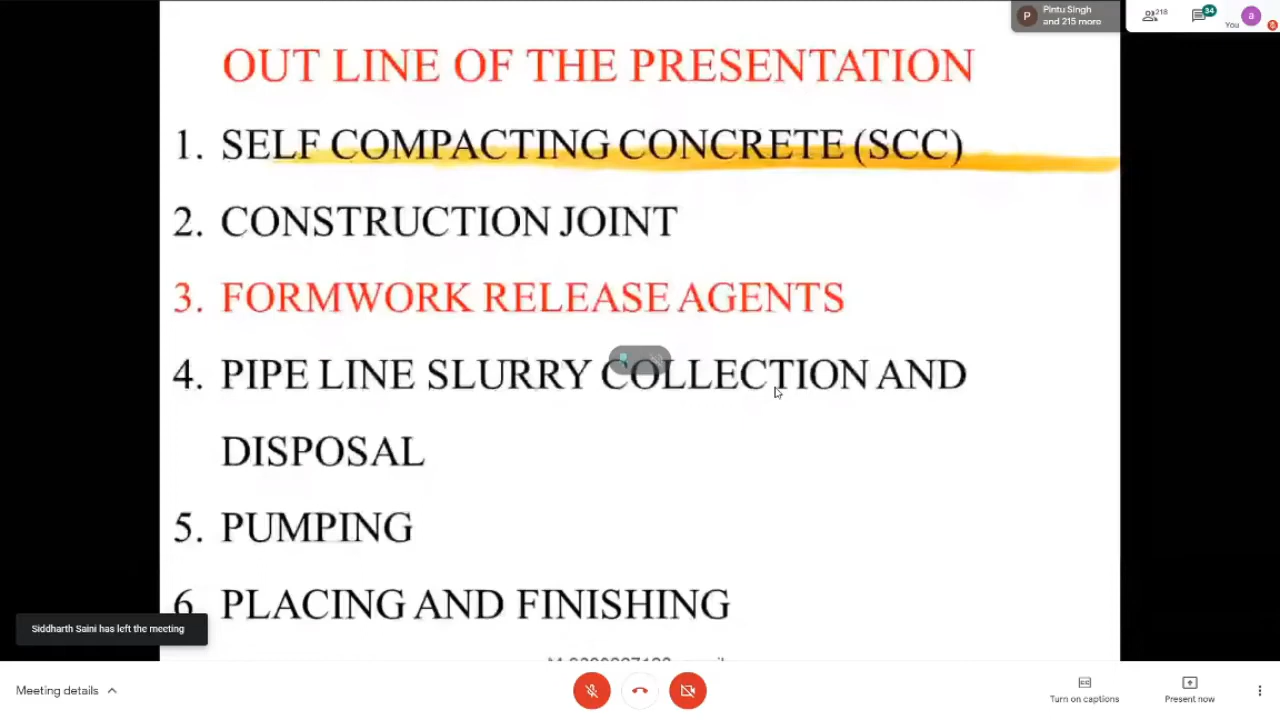 Pintu Singh
and 215 more
218
34
You
a
P
OUT LINE OF THE PRESENTATION
1. SELF COMPACTING CONCRETE (SCC)
2. CONSTRUCTION JOINT
3. FORMWORK RELEASE AGENTS
4. PIPE LINE SLURRY COLLECTION AND
DISPOSAL
5. PUMPING
6. PLACING AND FINISHING
Siddharth Saini has left the meeting
Meeting details
Turn on captions
Present now